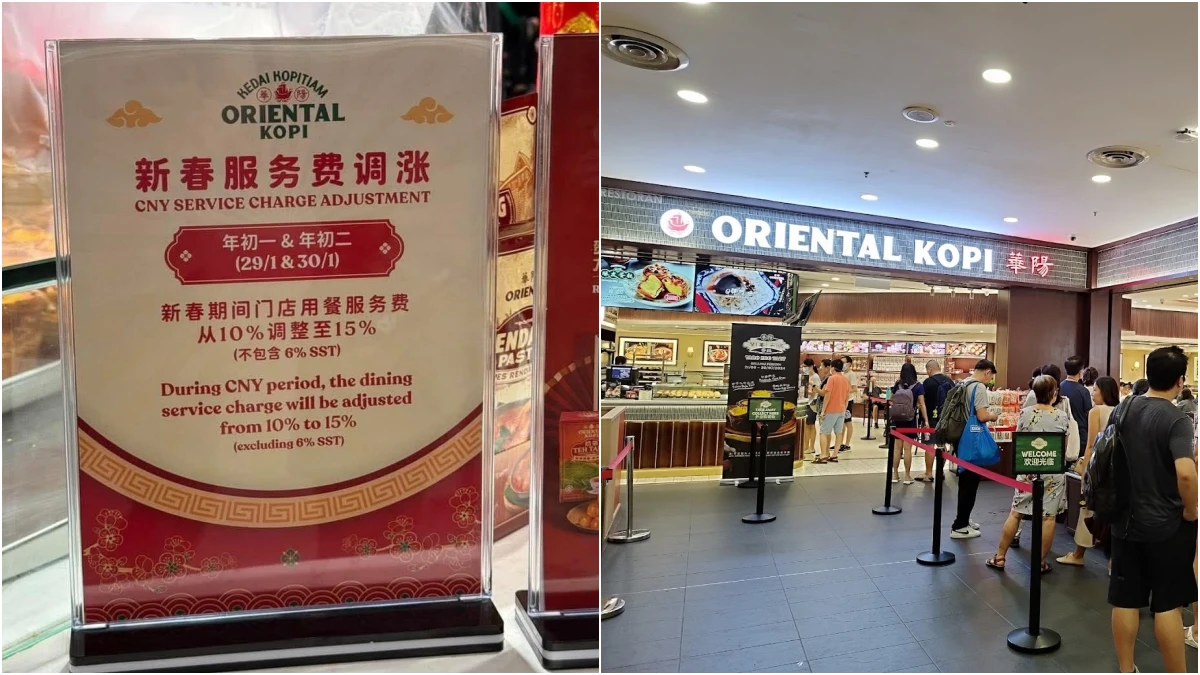 KEDAI KOPITIAM
華 陽
ORIENTAL
KOPI
新春服务费调涨
CNY SERVICE CHARGE ADJUSTMENT
年初一 & 年初二
(29/1 & 30/1)
新春期间门店用餐服务费
从10%调整至15%
(不包含 6% SST)
During CNY period, the dining
service charge will be adjusted
from 10% to 15%
(excluding 6% SST)
RESTORAN
ORIENTAL KOPI 華陽
WELCOME
欢迎光临